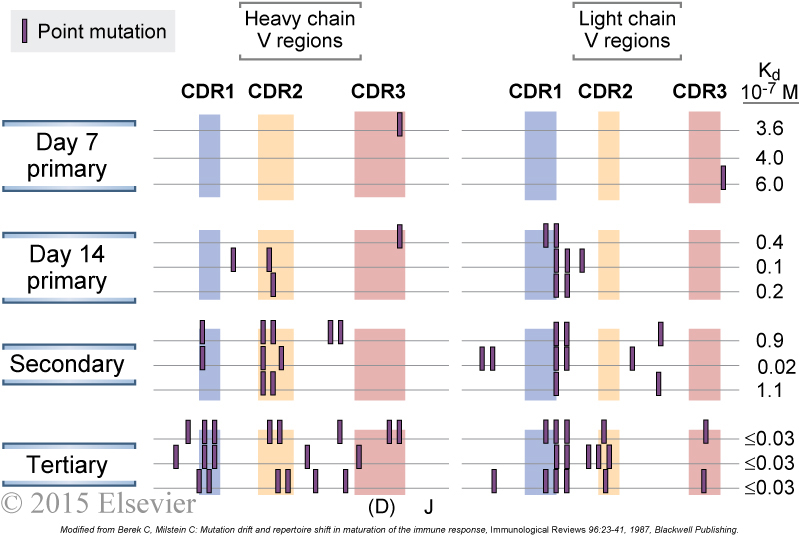 Point mutation
Heavy chain
V regions
Light chain
V regions
CDR1 CDR2 CDR3
CDR1 CDR2 CDR3
Kd
10-7 M
Day 7
primary
3.6
4.0
6.0
Day 14
primary
0.4
0.1
0.2
Secondary
0.9
0.02
1.1
Tertiary
≤0.03
≤0.03
≤0.03
© 2015 Elsevier
(D) J
Modified from Berek C, Milstein C: Mutation drift and repertoire shift in maturation of the immune response, Immunological Reviews 96:23-41, 1987, Blackwell Publishing.